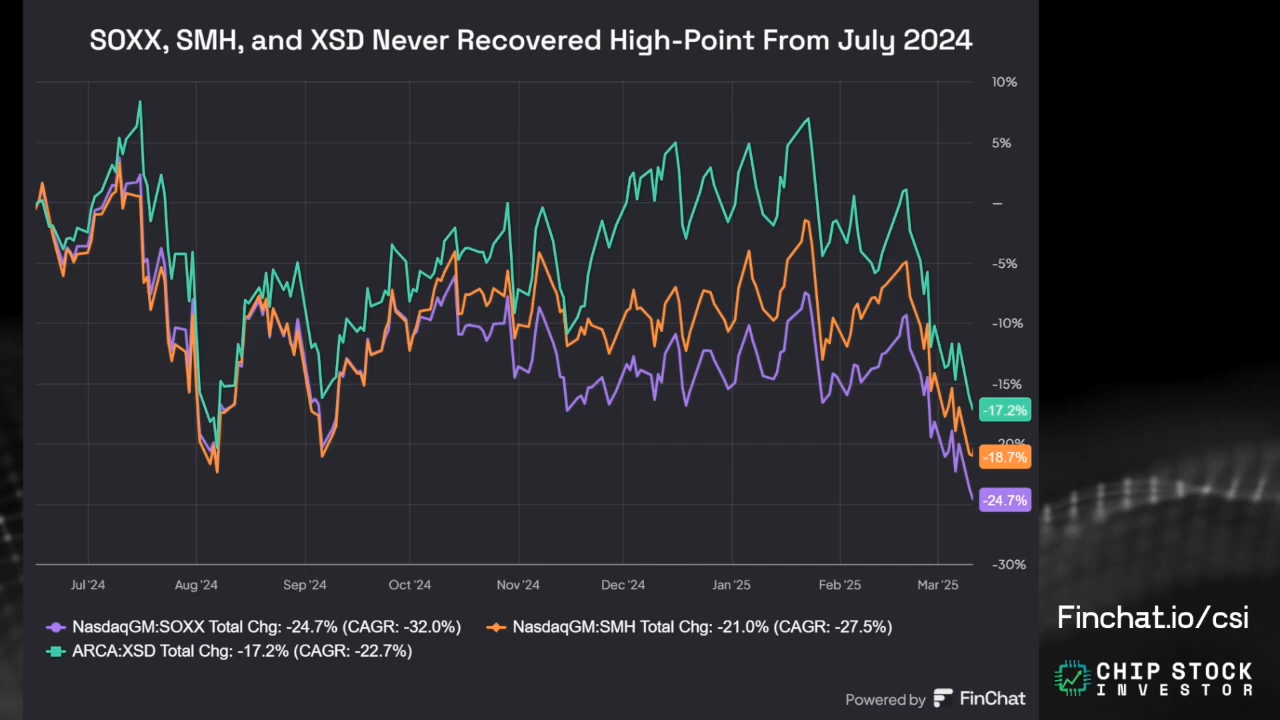 SOXX, SMH, and XSD Never Recovered High-Point From July 2024
10%
5%
—
-5%
-10%
-15%
-17.2%
-20%
-18.7%
-24.7%
-30%
Jul '24 Aug '24 Sep '24 Oct '24 Nov '24 Dec '24 Jan '25 Feb '25 Mar '25
NasdaqGM:SOXX Total Chg: -24.7% (CAGR: -32.0%) NasdaqGM:SMH Total Chg: -21.0% (CAGR: -27.5%)
ARCA:XSD Total Chg: -17.2% (CAGR: -22.7%)
Finchat.io/csi
CHIP STOCK
INVESTOR
Powered by FinChat